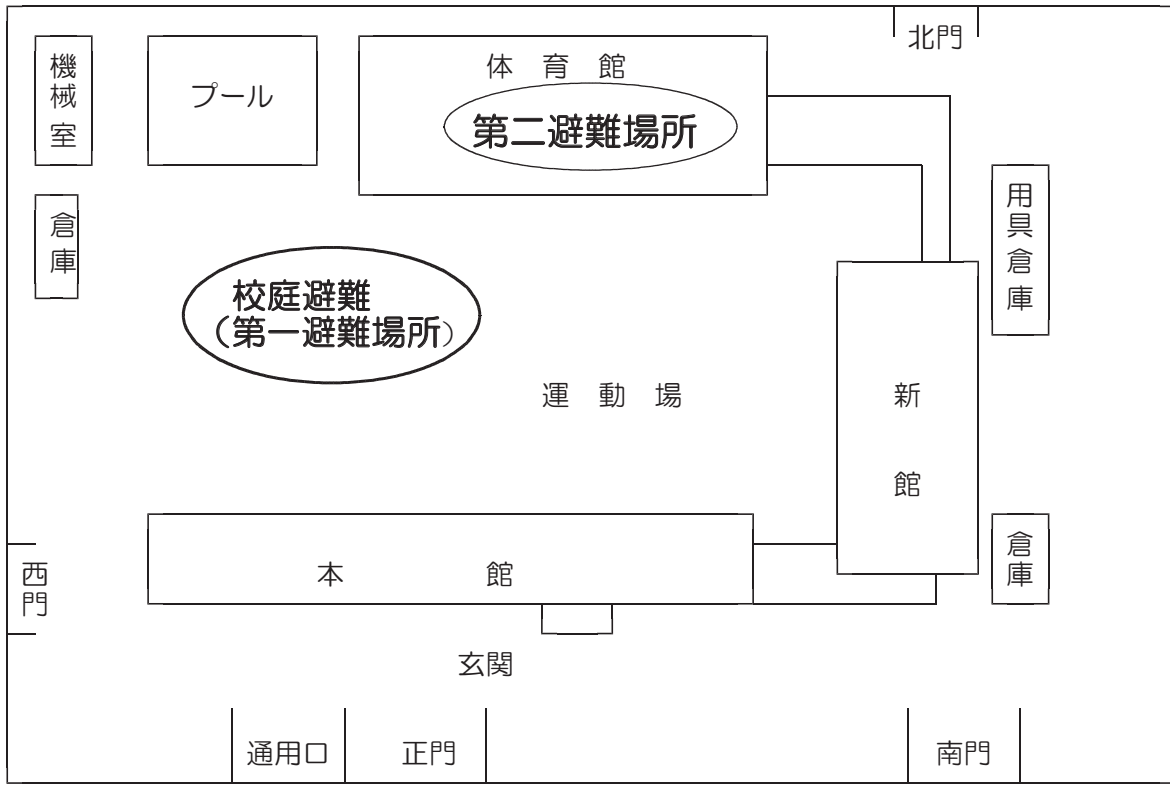 北門
機械室
プール
体育館
第二避難場所
用具倉庫
倉庫
校庭避難
(第一避難場所)
運動場
新館
本館
倉庫
西門
玄関
通用口
正門
南門